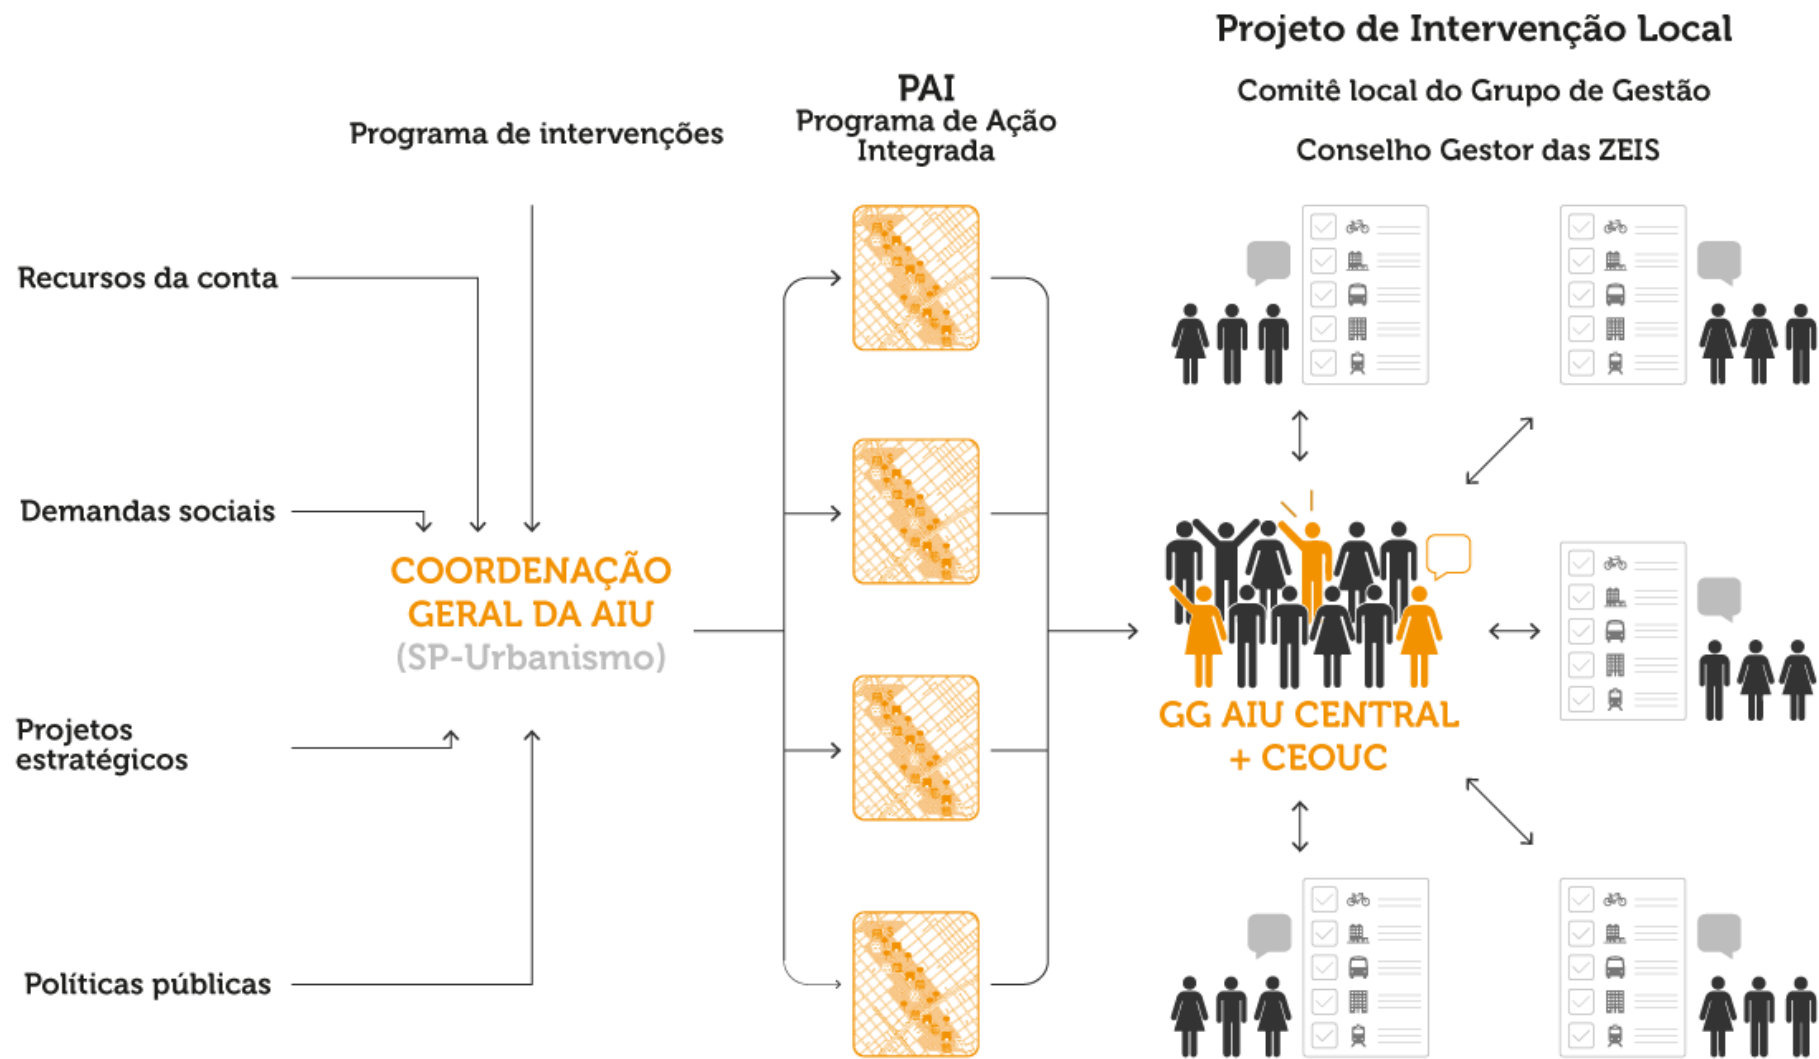 Projeto de Intervenção Local
Comitê local do Grupo de Gestão
Conselho Gestor das ZEIS
PAI
Programa de Ação
Integrada
Programa de intervenções
Recursos da conta
Demandas sociais
COORDENAÇÃO
GERAL DA AIU
(SP-Urbanismo)
Projetos
estratégicos
Políticas públicas
GG AIU CENTRAL
+ CEOUC